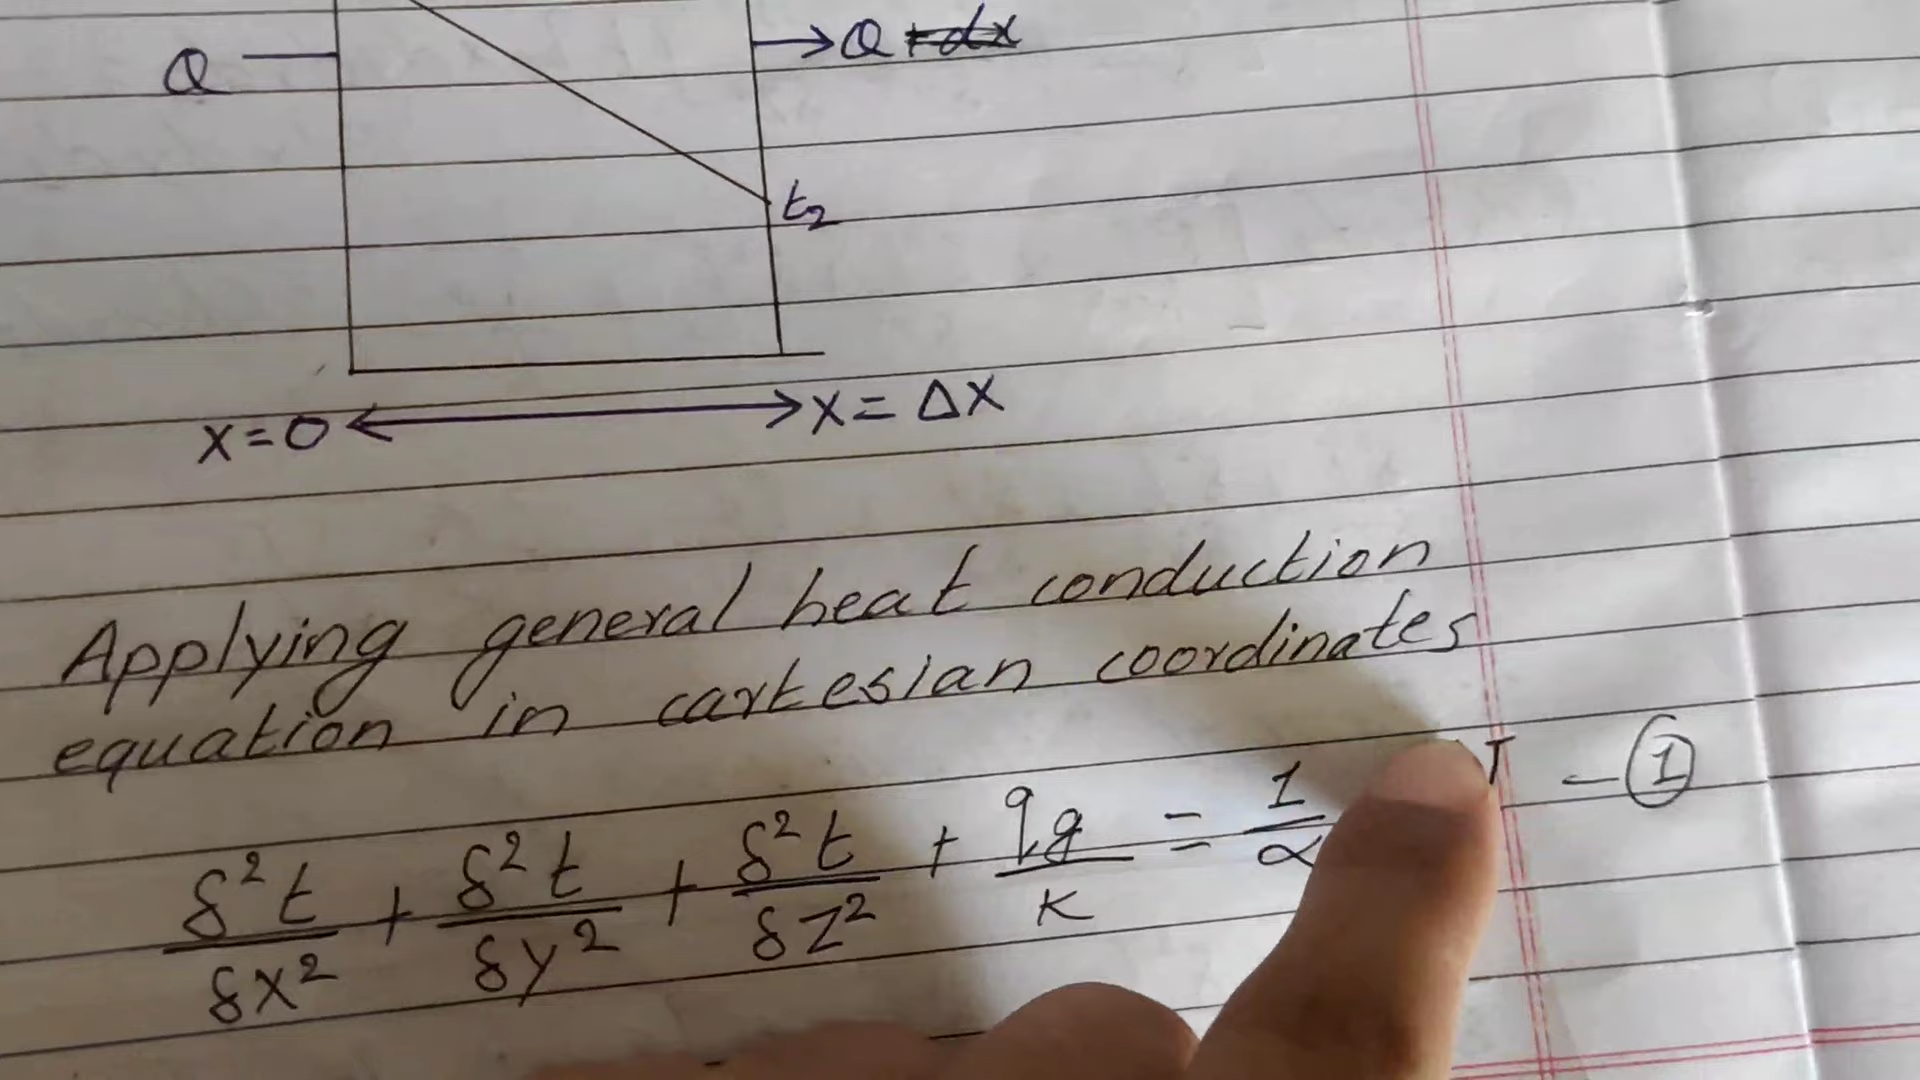 Q → Q
t₂
x=0 ↔ x= Δx
Applying general heat conduction
equation in cartesian coordinates
δ²t/δx² + δ²t/δy² + δ²t/δz² + qg/k = 1/α T - ①